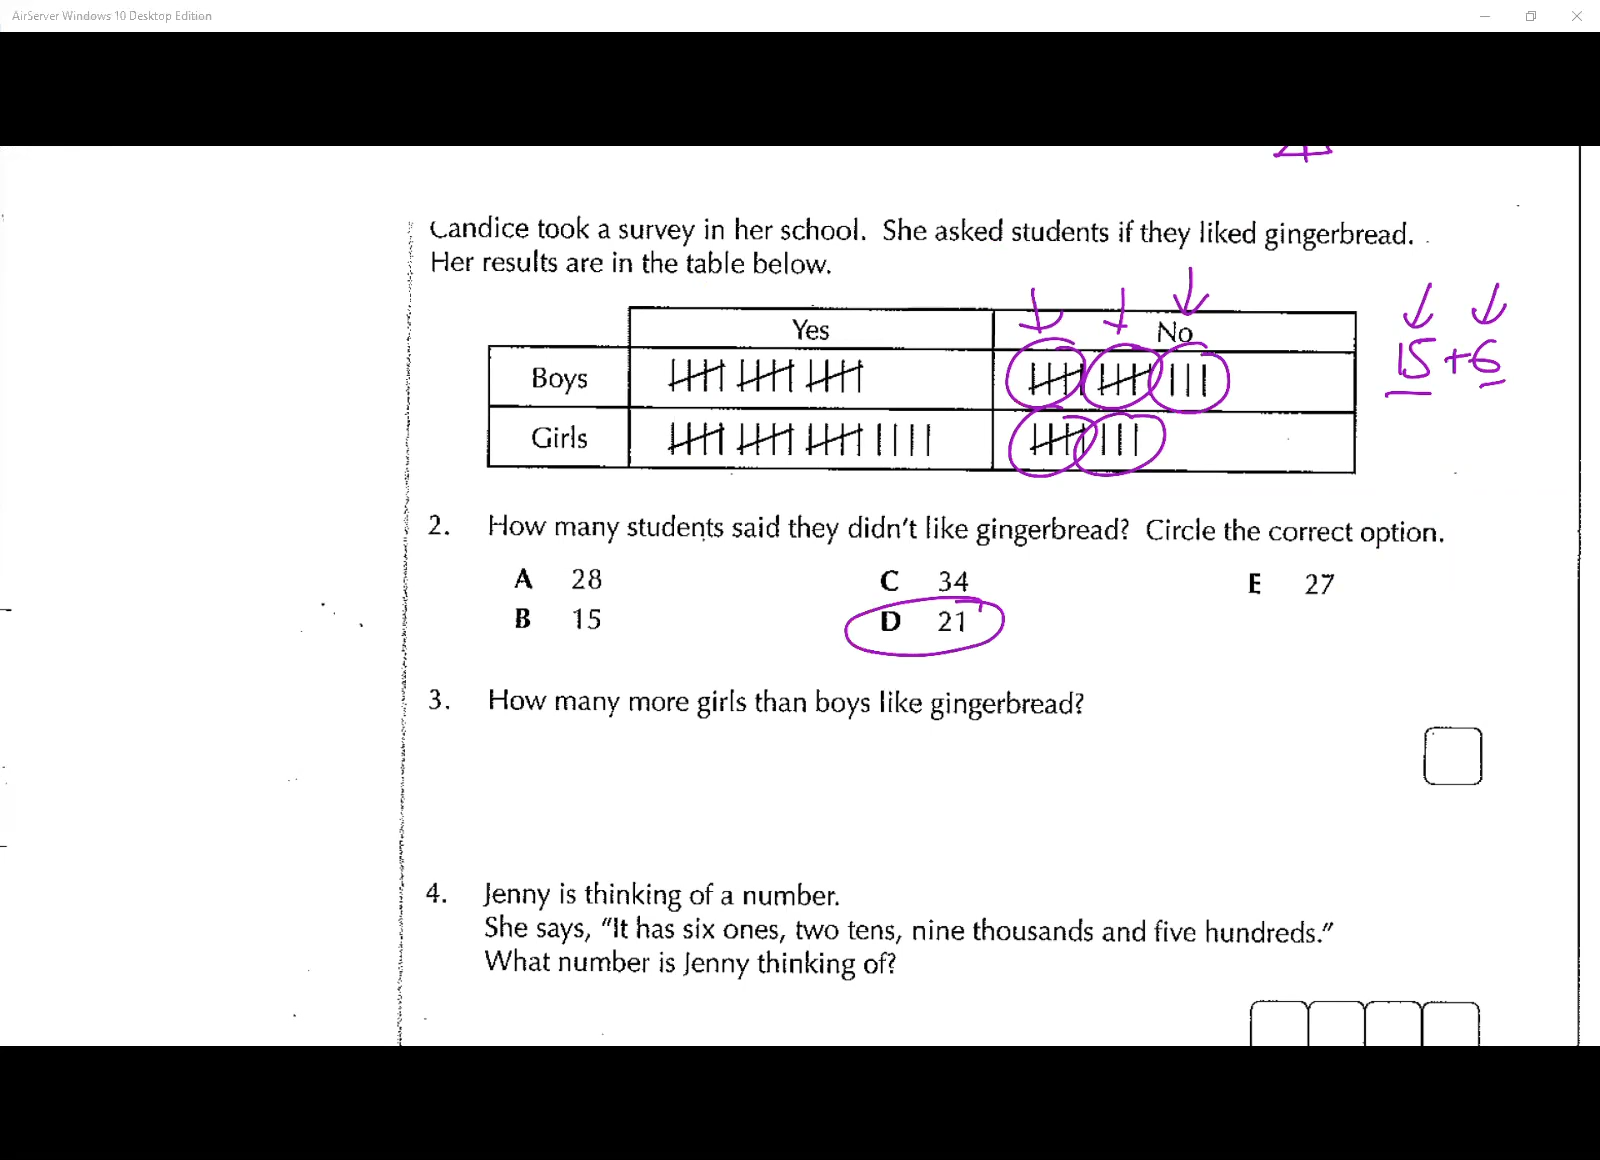 AirServer Windows 10 Desktop Edition
Candice took a survey in her school. She asked students if they liked gingerbread.
Her results are in the table below.
Yes No
Boys
Girls
15 + 6
2. How many students said they didn't like gingerbread? Circle the correct option.
A 28 C 34 E 27
B 15 D 21
3. How many more girls than boys like gingerbread?
4. Jenny is thinking of a number.
She says, "It has six ones, two tens, nine thousands and five hundreds."
What number is Jenny thinking of?